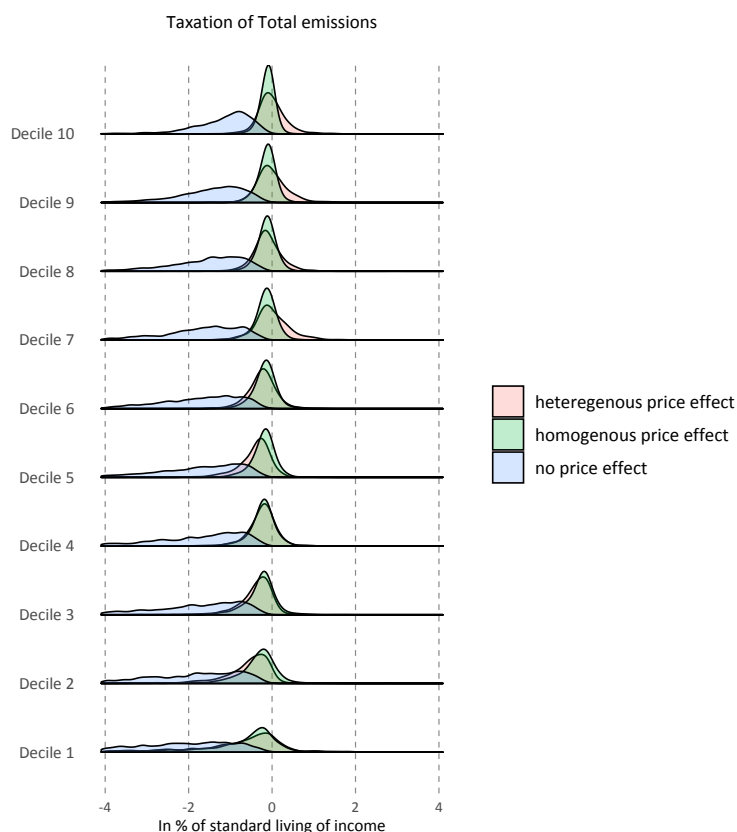 Taxation of Total emissions
Decile 10
Decile 9
Decile 8
Decile 7
Decile 6
Decile 5
Decile 4
Decile 3
Decile 2
Decile 1
heteregenous price effect
homogenous price effect
no price effect
-4 -2 0 2 4
In % of standard living of income